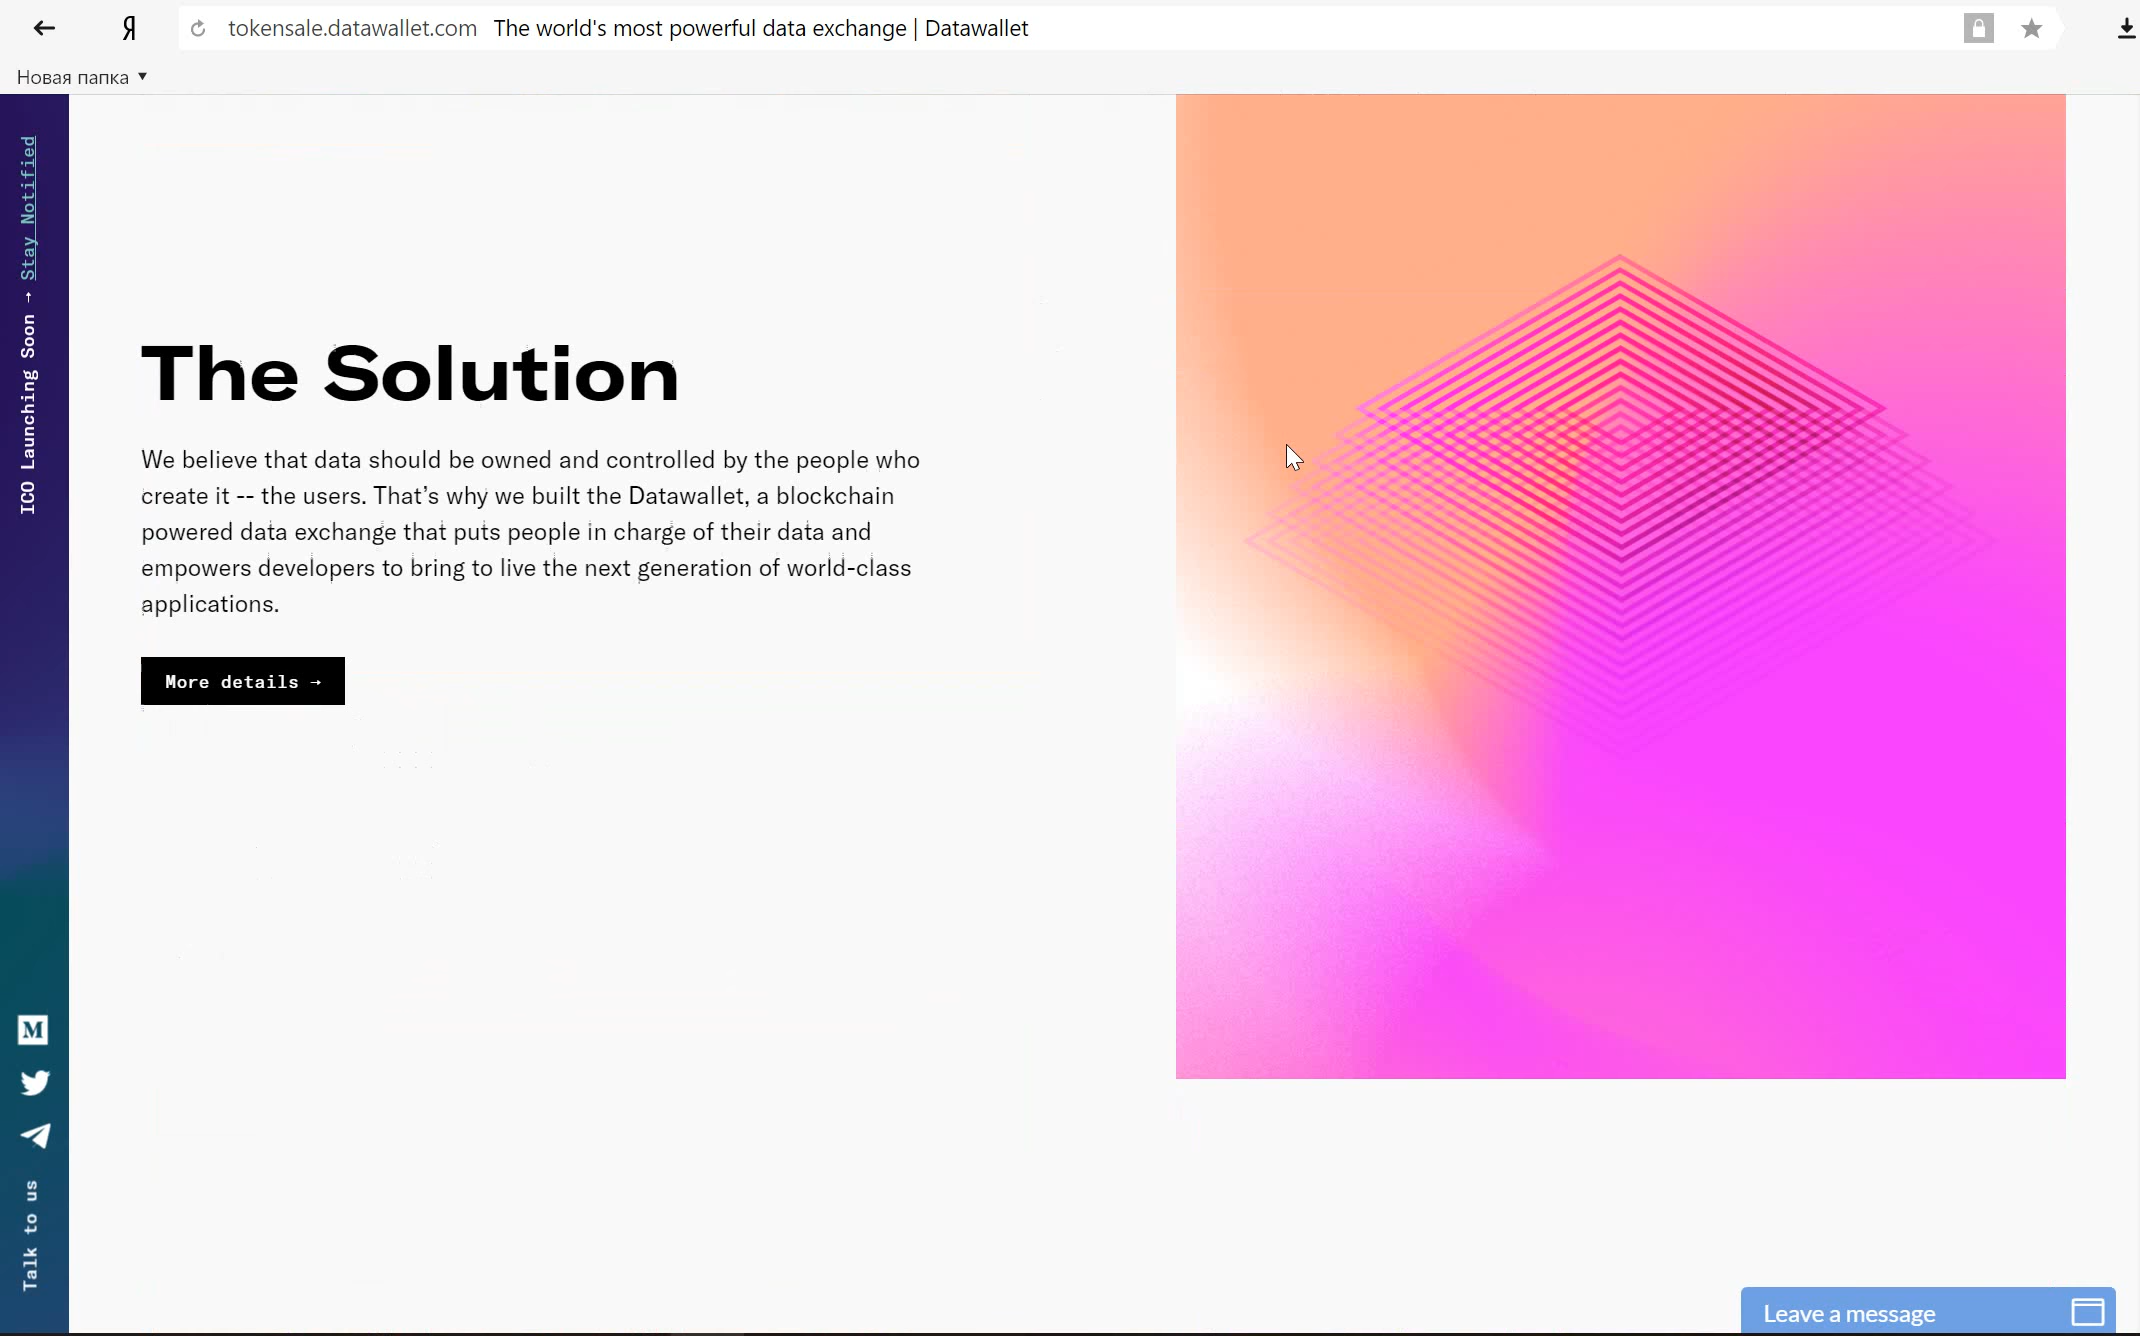 Я
tokensale.datawallet.com The world's most powerful data exchange | Datawallet
Новая папка
ICO Launching Soon → Stay Notified
The Solution
We believe that data should be owned and controlled by the people who
create it -- the users. That’s why we built the Datawallet, a blockchain
powered data exchange that puts people in charge of their data and
empowers developers to bring to live the next generation of world-class
applications.
More details →
M
Talk to us
Leave a message